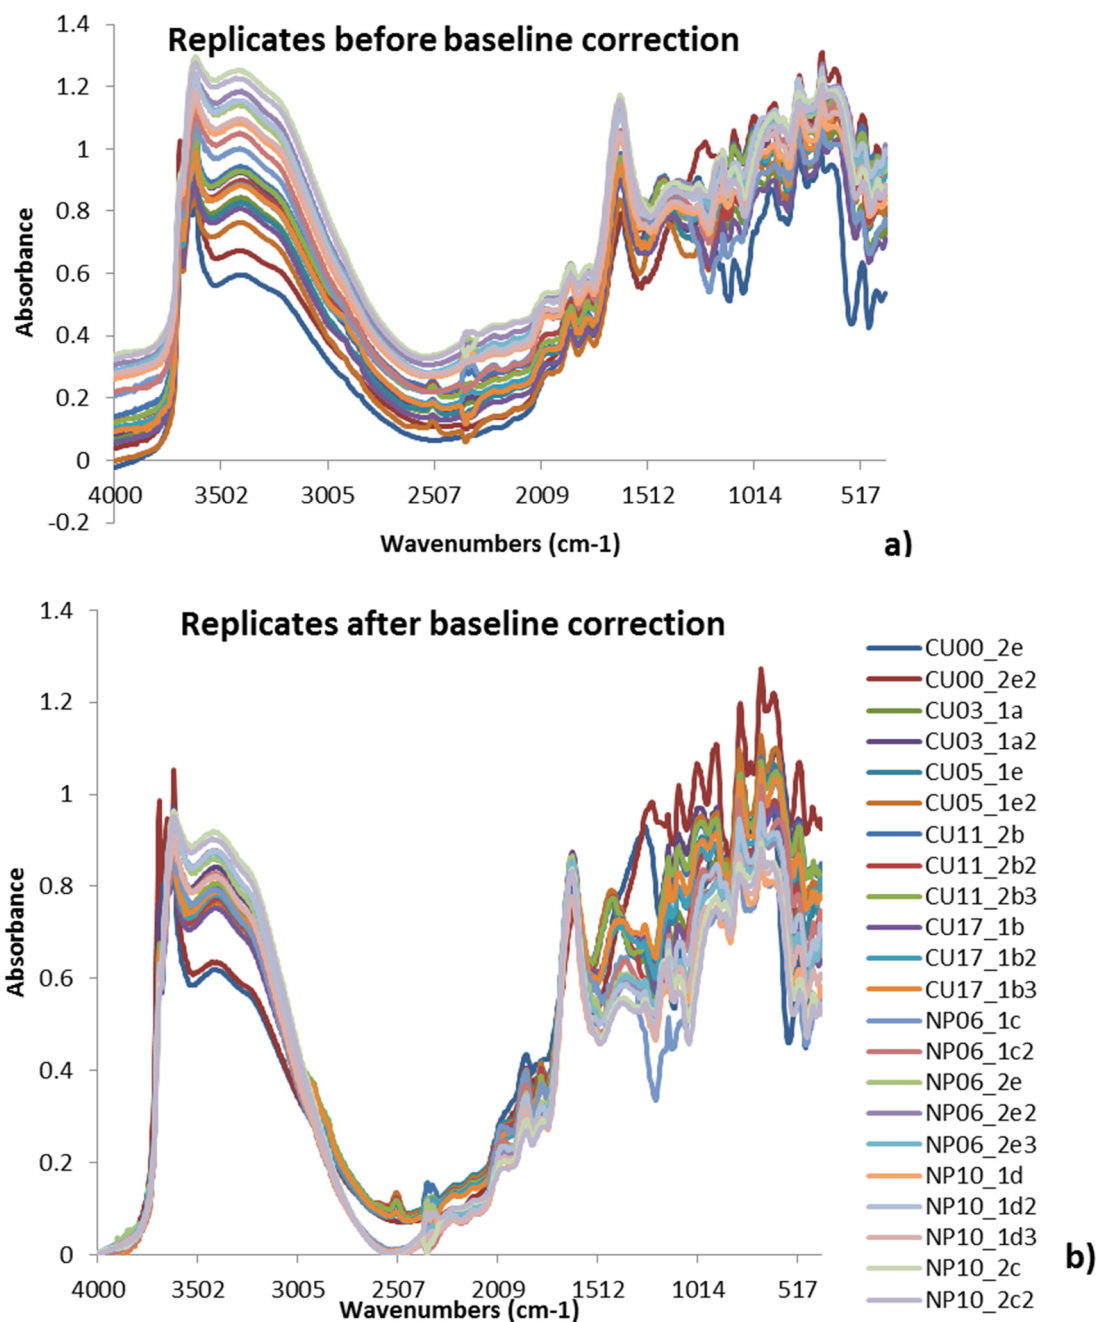 Replicates before baseline correction
1.4
1.2
1
0.8
0.6
0.4
0.2
0
-0.2
Absorbance
4000 3502 3005 2507 2009 1512 1014 517
Wavenumbers (cm-1)
a)
Replicates after baseline correction
1.4
1.2
1
0.8
0.6
0.4
0.2
0
Absorbance
4000 3502 3005 2507 2009 1512 1014 517
Wavenumbers (cm-1)
CU00_2e
CU00_2e2
CU03_1a
CU03_1a2
CU05_1e
CU05_1e2
CU11_2b
CU11_2b2
CU11_2b3
CU17_1b
CU17_1b2
CU17_1b3
NP06_1c
NP06_1c2
NP06_2e
NP06_2e2
NP06_2e3
NP10_1d
NP10_1d2
NP10_1d3
NP10_2c
NP10_2c2
b)